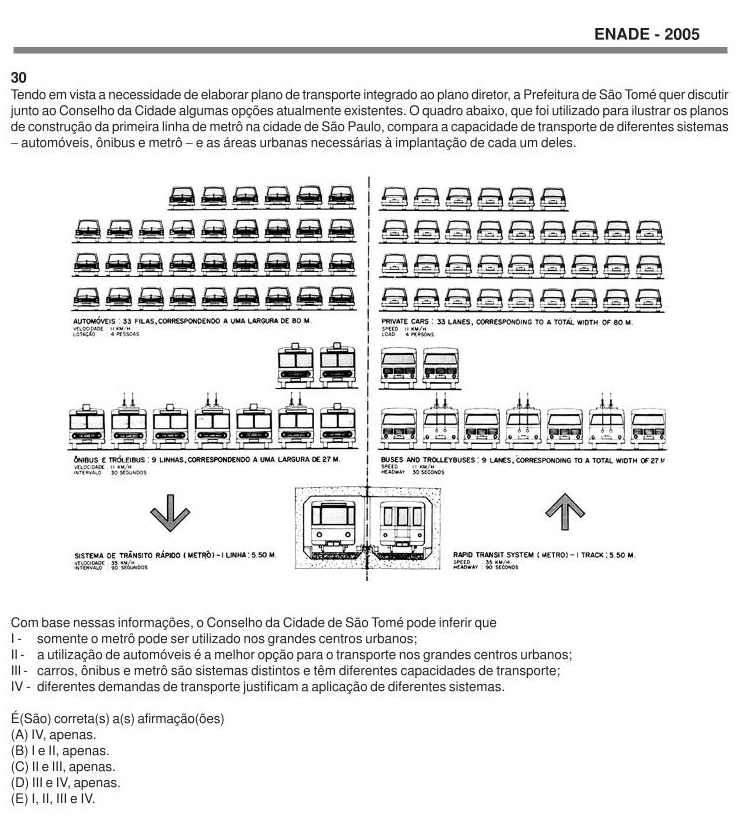 ENADE - 2005
30
Tendo em vista a necessidade de elaborar plano de transporte integrado ao plano diretor, a Prefeitura de São Tomé quer discutir
junto ao Conselho da Cidade algumas opções atualmente existentes. O quadro abaixo, que foi utilizado para ilustrar os planos
de construção da primeira linha de metrô na cidade de São Paulo, compara a capacidade de transporte de diferentes sistemas
– automóveis, ônibus e metrô – e as áreas urbanas necessárias à implantação de cada um deles.
AUTOMÓVEIS : 33 FILAS, CORRESPONDENDO A UMA LARGURA DE 80 M.
VELOCIDADE 11 KM/H
LOTAÇÃO 4 PESSOAS
PRIVATE CARS : 33 LANES, CORRESPONDING TO A TOTAL WIDTH OF 80 M.
SPEED 11 KM/H
LOAD 4 PERSONS
ÔNIBUS E TRÓLEIBUS : 9 LINHAS, CORRESPONDENDO A UMA LARGURA DE 27 M.
VELOCIDADE 11 KM/H
INTERVALO 30 SEGUNDOS
BUSES AND TROLLEYBUSES : 9 LANES, CORRESPONDING TO A TOTAL WIDTH OF 27 M
SPEED 11 KM/H
HEADWAY 30 SECONDS
SISTEMA DE TRÂNSITO RÁPIDO ( METRÔ ) – I LINHA : 5.50 M.
VELOCIDADE 35 KM/H
INTERVALO 90 SEGUNDOS
RAPID TRANSIT SYSTEM ( METRO ) – I TRACK : 5.50 M.
SPEED 35 KM/H
HEADWAY 90 SECONDS
Com base nessas informações, o Conselho da Cidade de São Tomé pode inferir que
I - somente o metrô pode ser utilizado nos grandes centros urbanos;
II - a utilização de automóveis é a melhor opção para o transporte nos grandes centros urbanos;
III - carros, ônibus e metrô são sistemas distintos e têm diferentes capacidades de transporte;
IV - diferentes demandas de transporte justificam a aplicação de diferentes sistemas.
É(São) correta(s) a(s) afirmação(ões)
(A) IV, apenas.
(B) I e II, apenas.
(C) II e III, apenas.
(D) III e IV, apenas.
(E) I, II, III e IV.